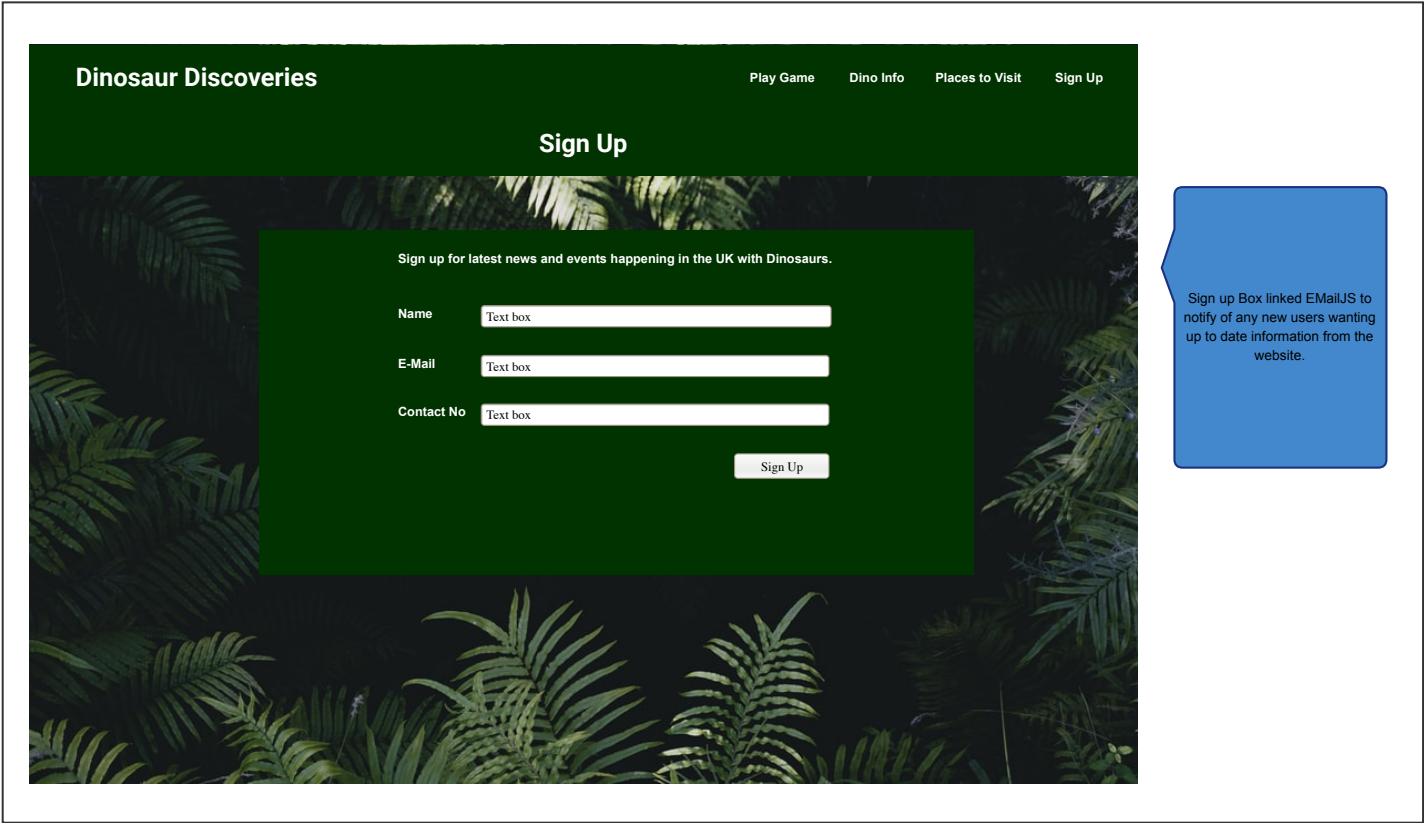 Dinosaur Discoveries
Play Game Dino Info Places to Visit Sign Up
Sign Up
Sign up for latest news and events happening in the UK with Dinosaurs.
Name Text box
E-Mail Text box
Contact No Text box
Sign Up
Sign up Box linked EMailJS to
notify of any new users wanting
up to date information from the
website.